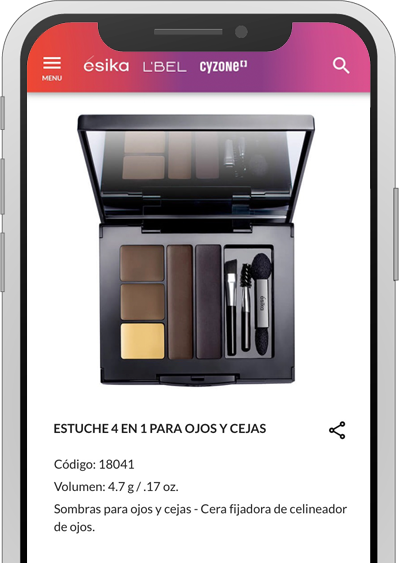 MENU
ésika L'BEL cyzone
ésika
ESTUCHE 4 EN 1 PARA OJOS Y CEJAS
Código: 18041
Volumen: 4.7 g / .17 oz.
Sombras para ojos y cejas - Cera fijadora de celineador
de ojos.